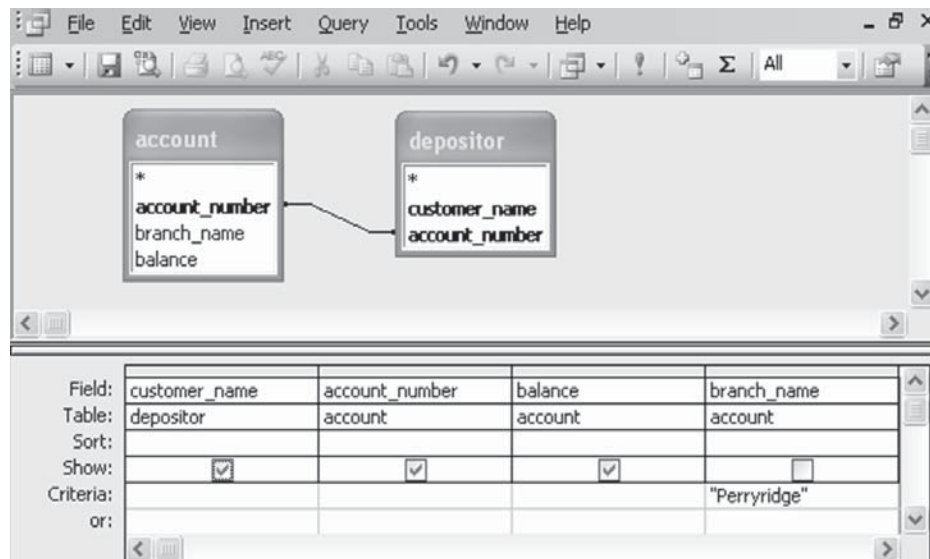 File Edit View Insert Query Tools Window Help
ABC Σ All
account
*
account_number
branch_name
balance
depositor
*
customer_name
account_number
Field: customer_name account_number balance branch_name
Table: depositor account account account
Sort:
Show:
Criteria: "Perryridge"
or: